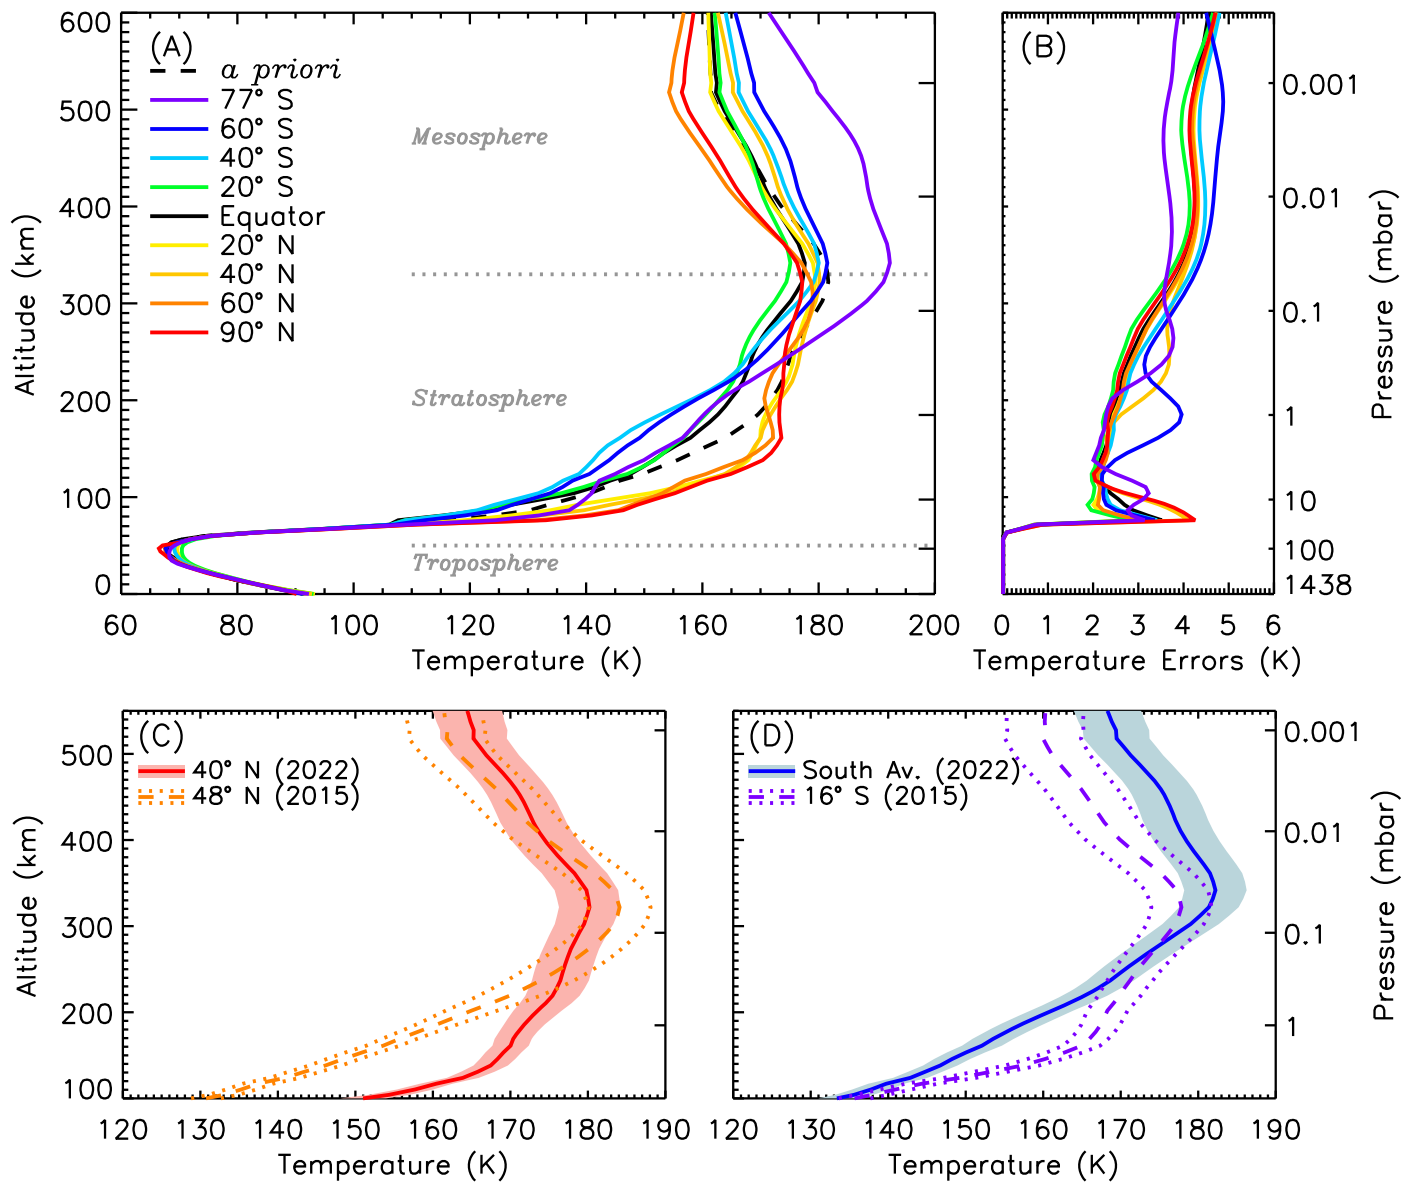 (A)
a priori
77° S
60° S
40° S
20° S
Equator
20° N
40° N
60° N
90° N
Mesosphere
Stratosphere
Troposphere
600
500
400
300
200
100
0
Altitude (km)
60 80 100 120 140 160 180 200
Temperature (K)
(B)
0.001
0.01
0.1
1
10
100
1438
Pressure (mbar)
0 1 2 3 4 5 6
Temperature Errors (K)
(C)
40° N (2022)
48° N (2015)
500
400
300
200
100
Altitude (km)
120 130 140 150 160 170 180 190
Temperature (K)
(D)
South Av. (2022)
16° S (2015)
0.001
0.01
0.1
1
Pressure (mbar)
120 130 140 150 160 170 180 190
Temperature (K)